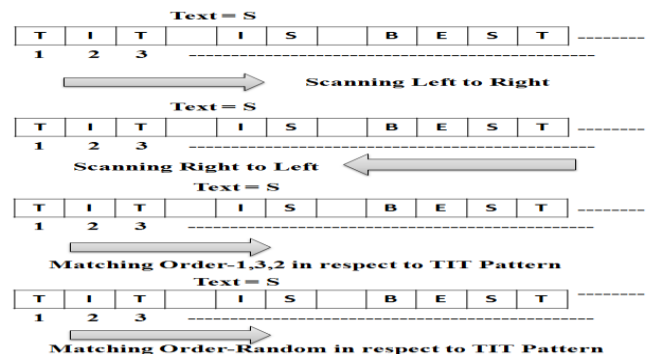 Text = S
T I T I S B E S T
1 2 3
Scanning Left to Right
Text = S
T I T I S B E S T
1 2 3
Scanning Right to Left
Text = S
T I T I S B E S T
1 2 3
Matching Order-1,3,2 in respect to TIT Pattern
Text = S
T I T I S B E S T
1 2 3
Matching Order-Random in respect to TIT Pattern